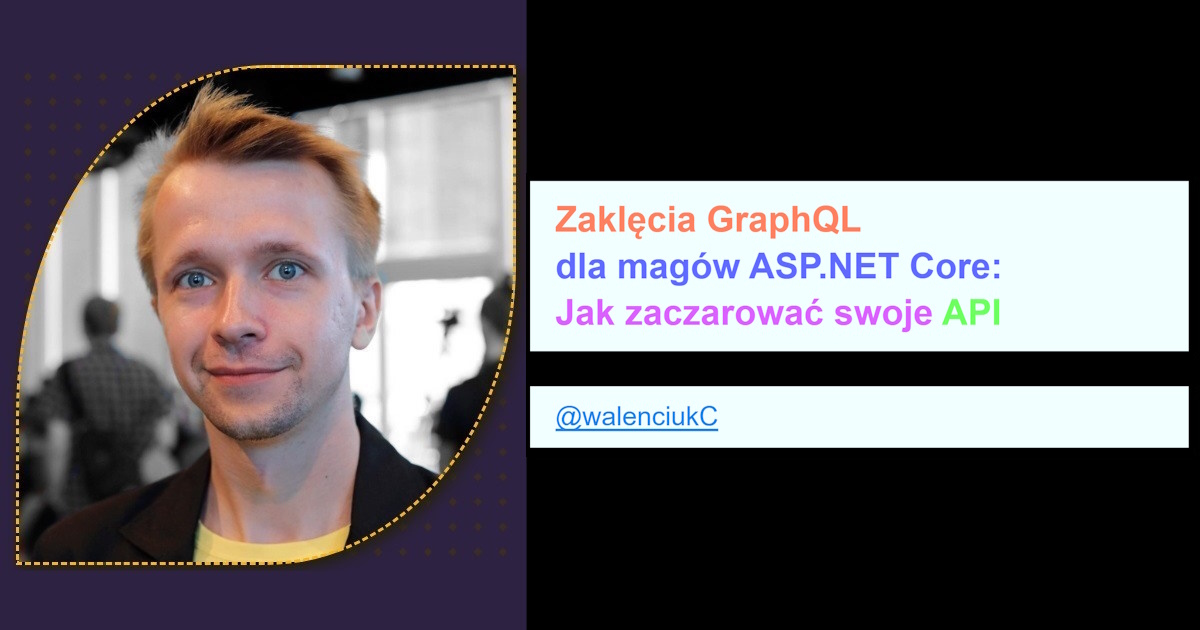 Zaklęcia GraphQL
dla magów ASP.NET Core:
Jak zaczarować swoje API
@walenciukC